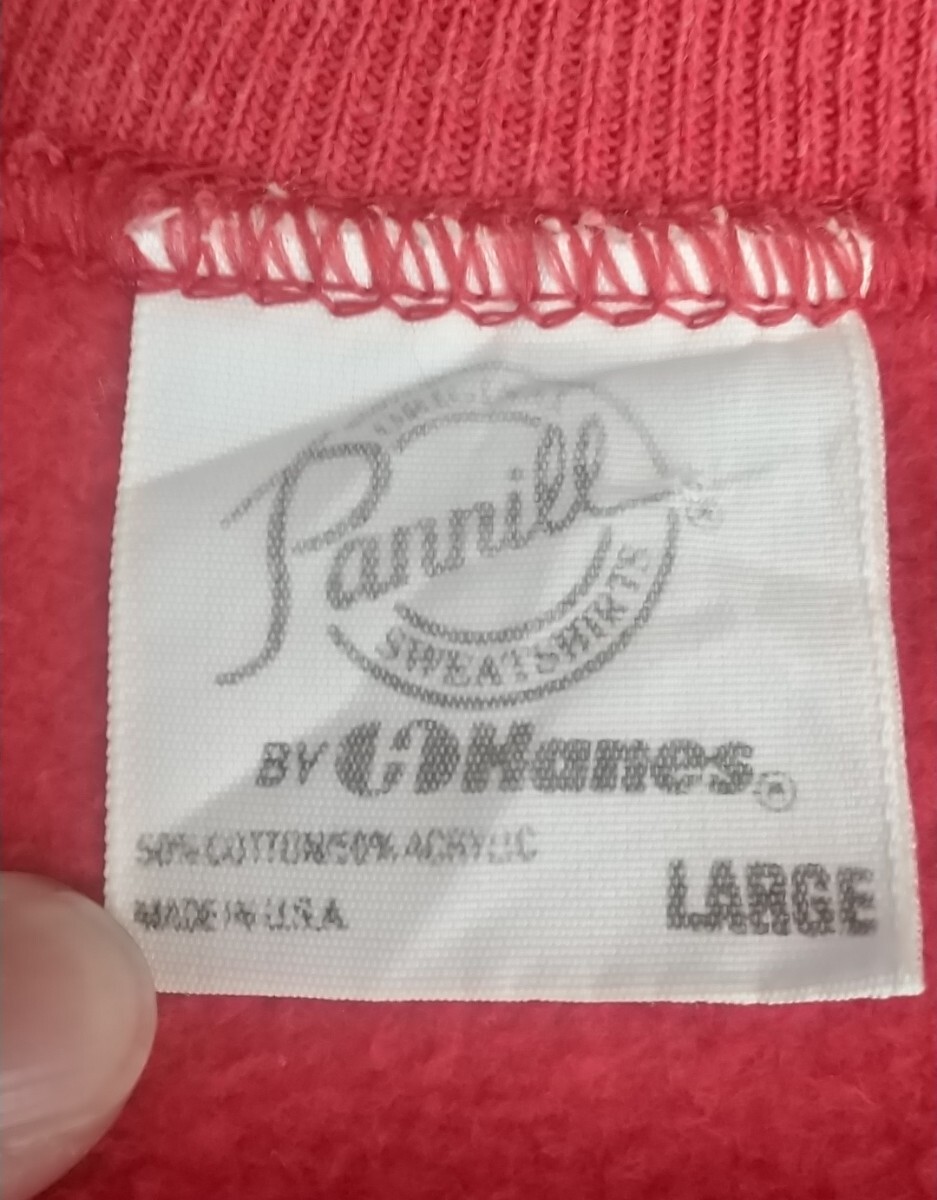 Pannill
®
SWEATSHIRTS
BY Hanes®
50% COTTON 50% ACRYLIC
MADE IN U.S.A.
LARGE